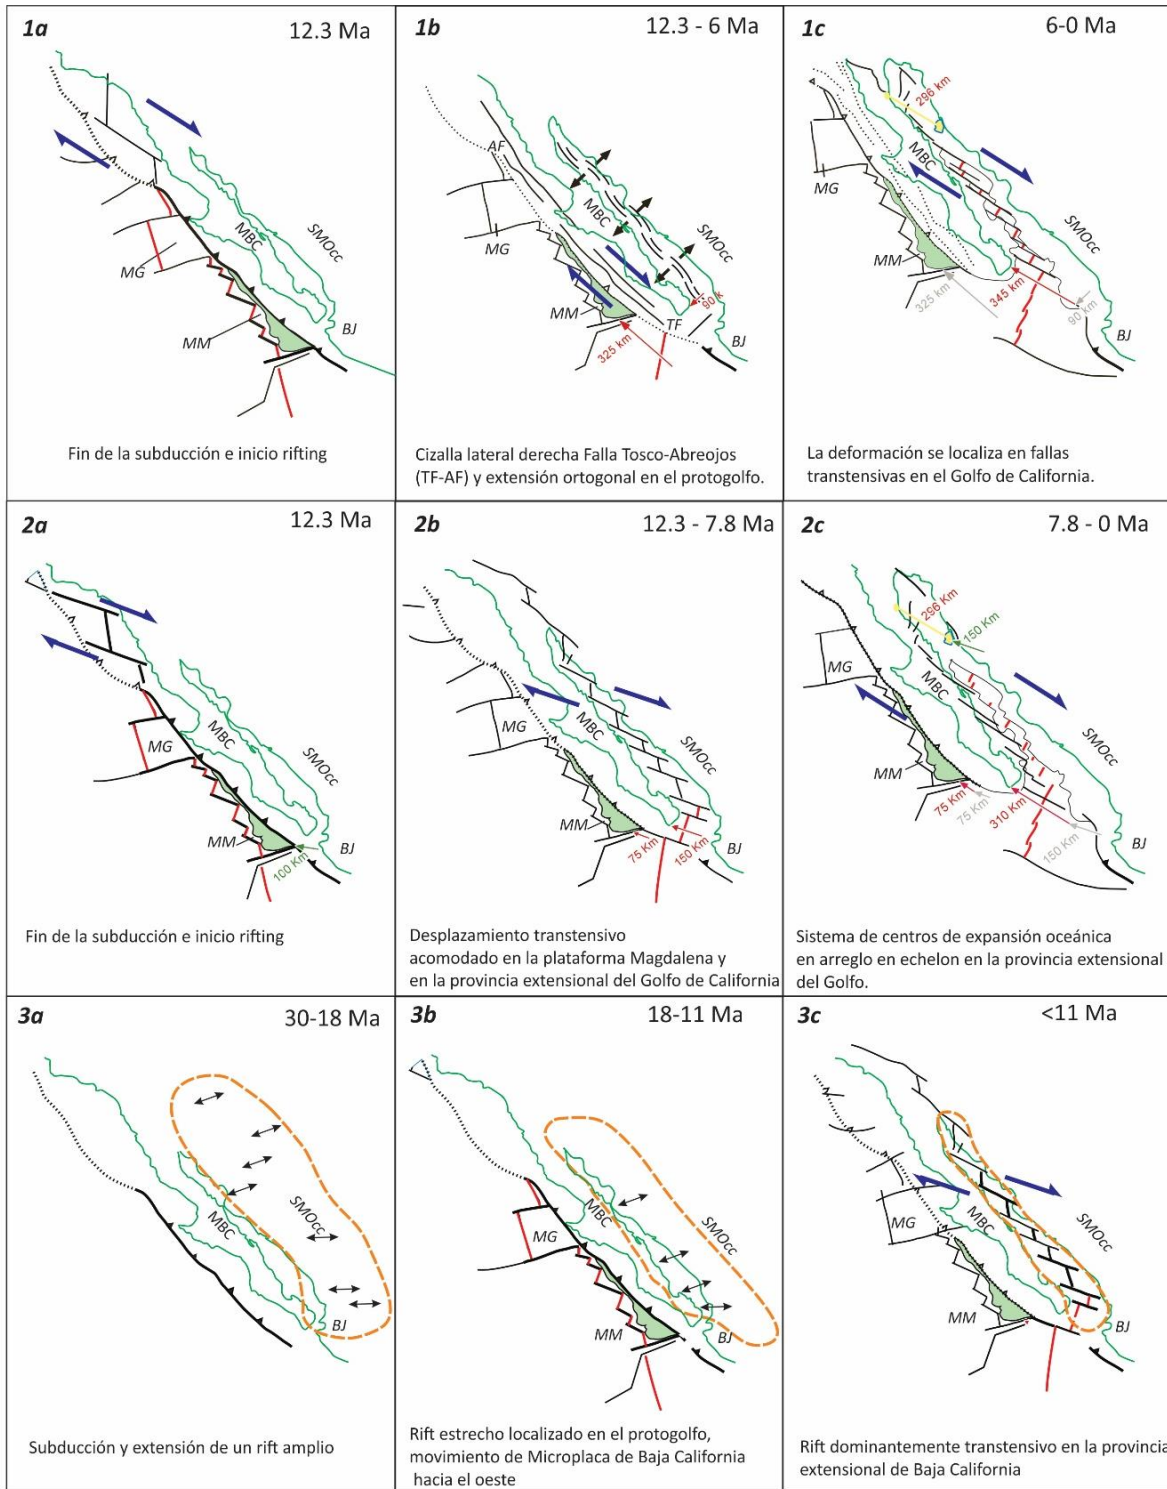 1a 12.3 Ma
MBC
SMOcc
MG
MM
BJ
Fin de la subducción e inicio rifting
1b 12.3 - 6 Ma
AF
MBC
SMOcc
MG
MM
90 k
TF
BJ
325 km
Cizalla lateral derecha Falla Tosco-Abreojos
(TF-AF) y extensión ortogonal en el protogolfo.
1c 6-0 Ma
296 km
MBC
MG
SMOcc
MM
325 km
345 km
90 km
BJ
La deformación se localiza en fallas
transtensivas en el Golfo de California.
2a 12.3 Ma
MBC
MG
SMOcc
MM
BJ
100 Km
Fin de la subducción e inicio rifting
2b 12.3 - 7.8 Ma
MG
MBC
SMOcc
MM
75 Km
150 Km
BJ
Desplazamiento transtensivo
acomodado en la plataforma Magdalena y
en la provincia extensional del Golfo de California
2c 7.8 - 0 Ma
296 Km
150 Km
MG
MBC
SMOcc
MM
75 Km
75 Km
310 Km
150 Km
BJ
Sistema de centros de expansión oceánica
en arreglo en echelon en la provincia extensional
del Golfo.
3a 30-18 Ma
MBC
SMOcc
BJ
Subducción y extensión de un rift amplio
3b 18-11 Ma
MBC
MG
SMOcc
MM
BJ
Rift estrecho localizado en el protogolfo,
movimiento de Microplaca de Baja California
hacia el oeste
3c <11 Ma
MG
MBC
SMOcc
MM
BJ
Rift dominantemente transtensivo en la provincia
extensional de Baja California